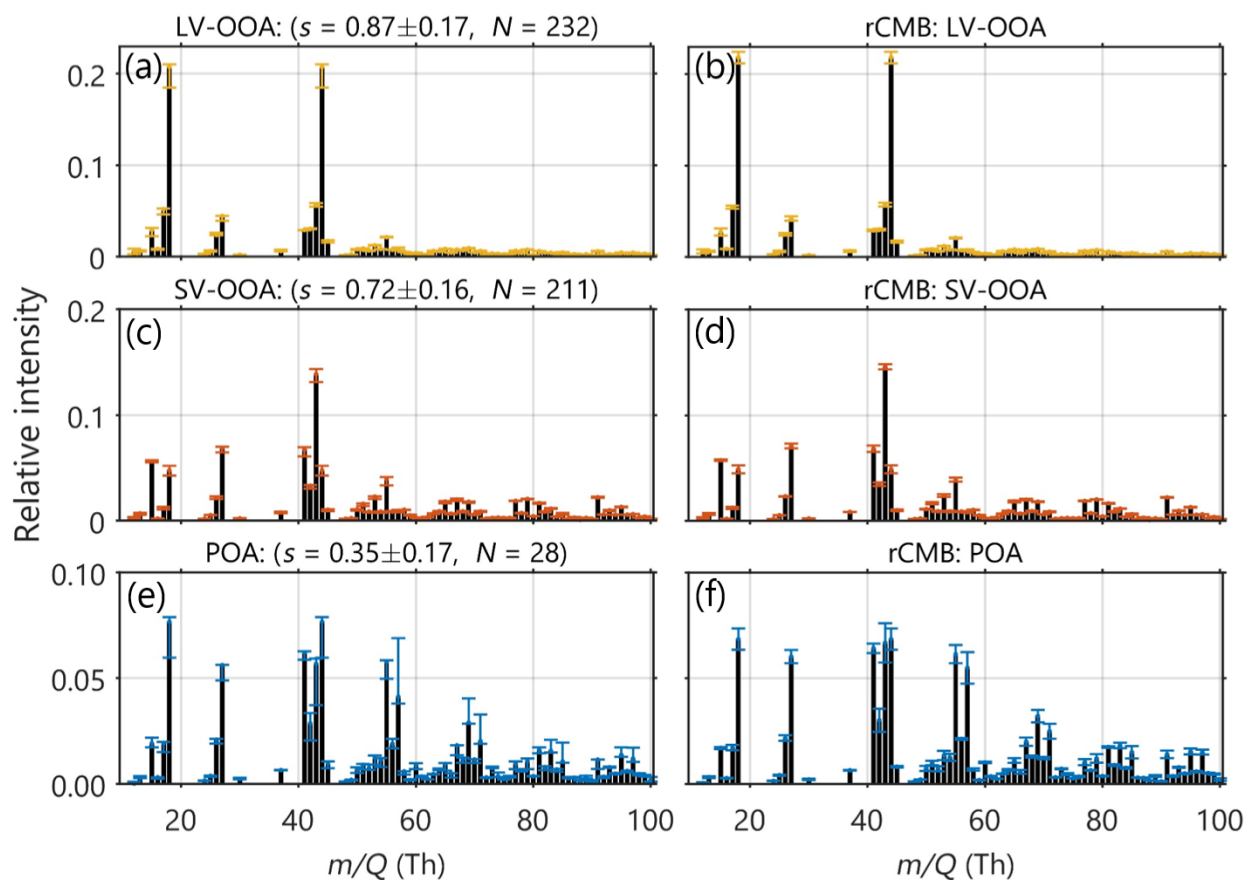 LV-OOA: (s = 0.87±0.17, N = 232)
rCMB: LV-OOA
(a)
(b)
0.2
0.1
0
SV-OOA: (s = 0.72±0.16, N = 211)
rCMB: SV-OOA
(c)
(d)
0.2
0.1
0
Relative intensity
POA: (s = 0.35±0.17, N = 28)
rCMB: POA
(e)
(f)
0.10
0.05
0.00
20 40 60 80 100
20 40 60 80 100
m/Q (Th)
m/Q (Th)